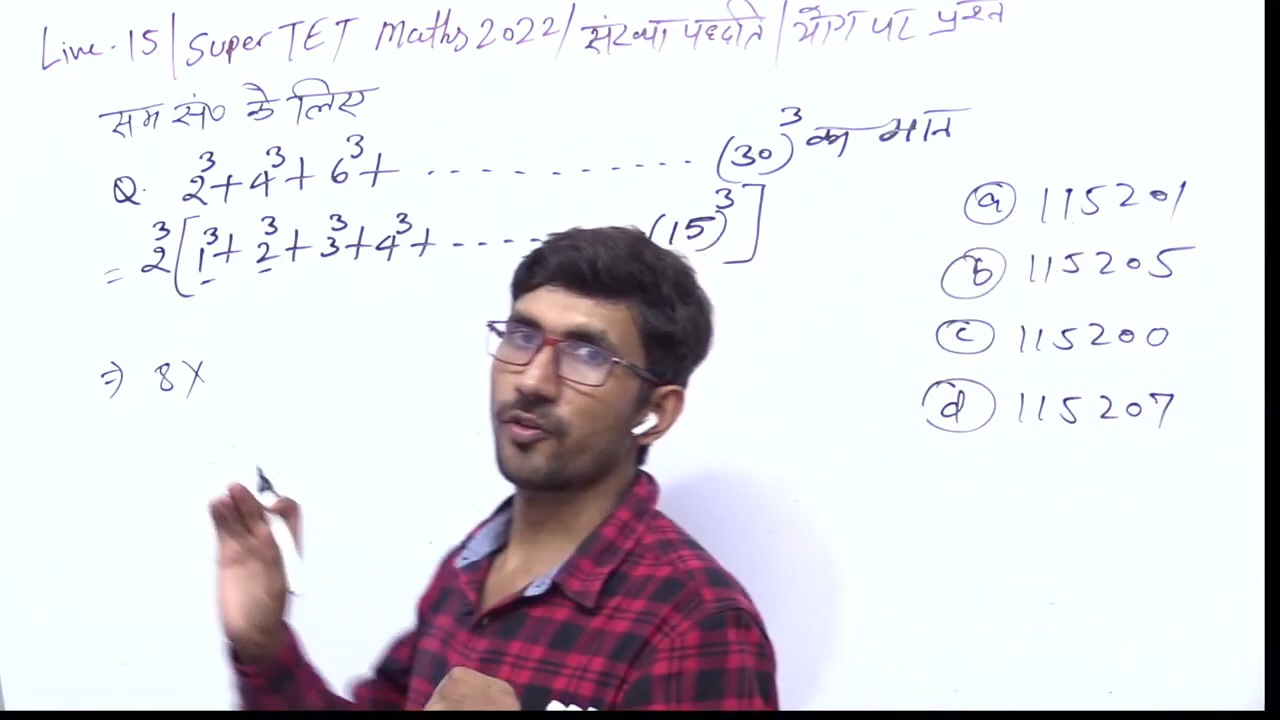 Live.15/Super TET Maths 2022/संख्या पद्धति/योग पर प्रश्न
सम सं० के लिए
Q. 2³+4³+6³+ ............ (30)³ का मान
= 2³[1³+2³+3³+4³+ ..... (15)³]
⇒ 8×
(a) 115201
(b) 115205
(c) 115200
(d) 115207